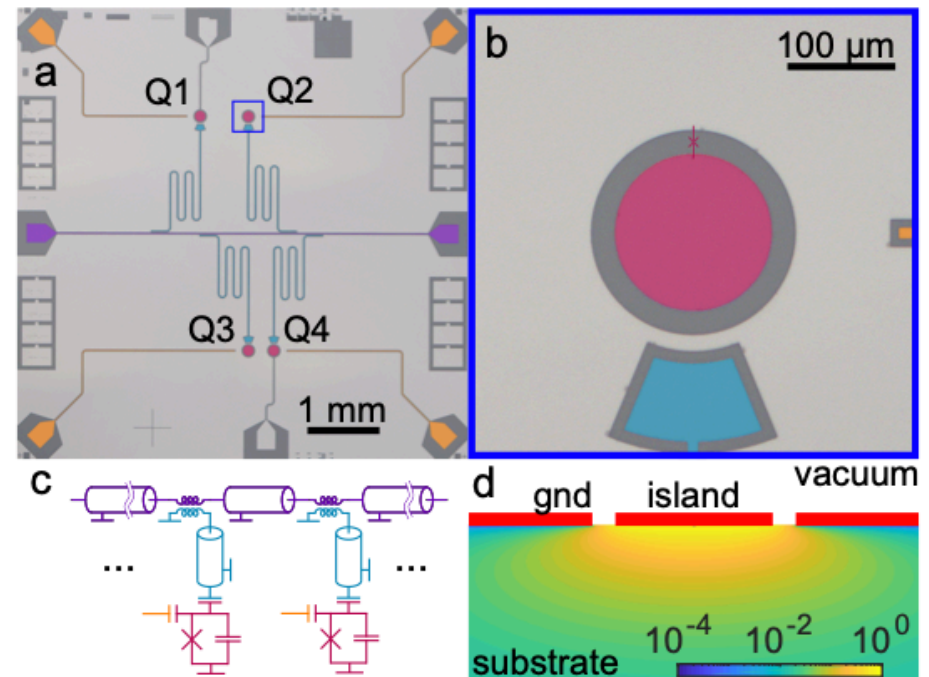 a
Q1
Q2
Q3
Q4
1 mm
b
100 µm
c
...
...
d
gnd
island
vacuum
10⁻⁴
10⁻²
10⁰
substrate